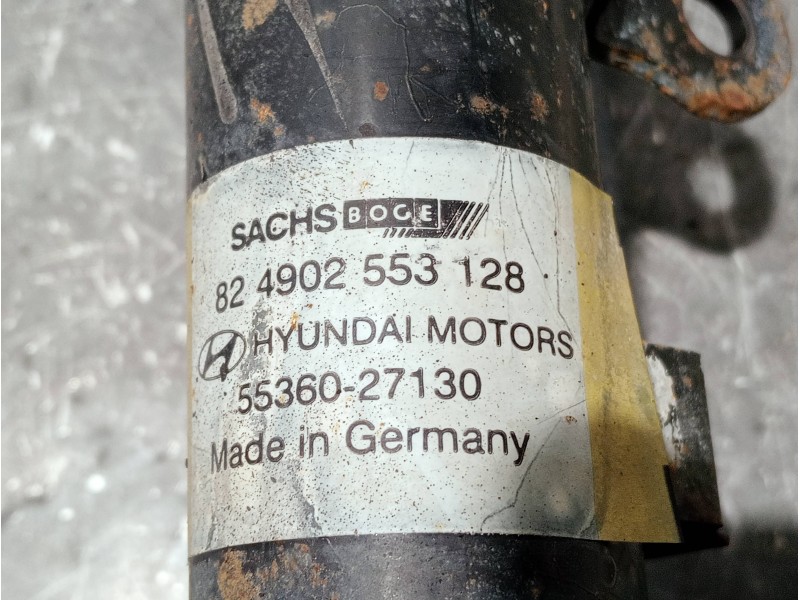 SACHS BOGE
82 4902 553 128
HYUNDAI MOTORS
55360-27130
Made in Germany